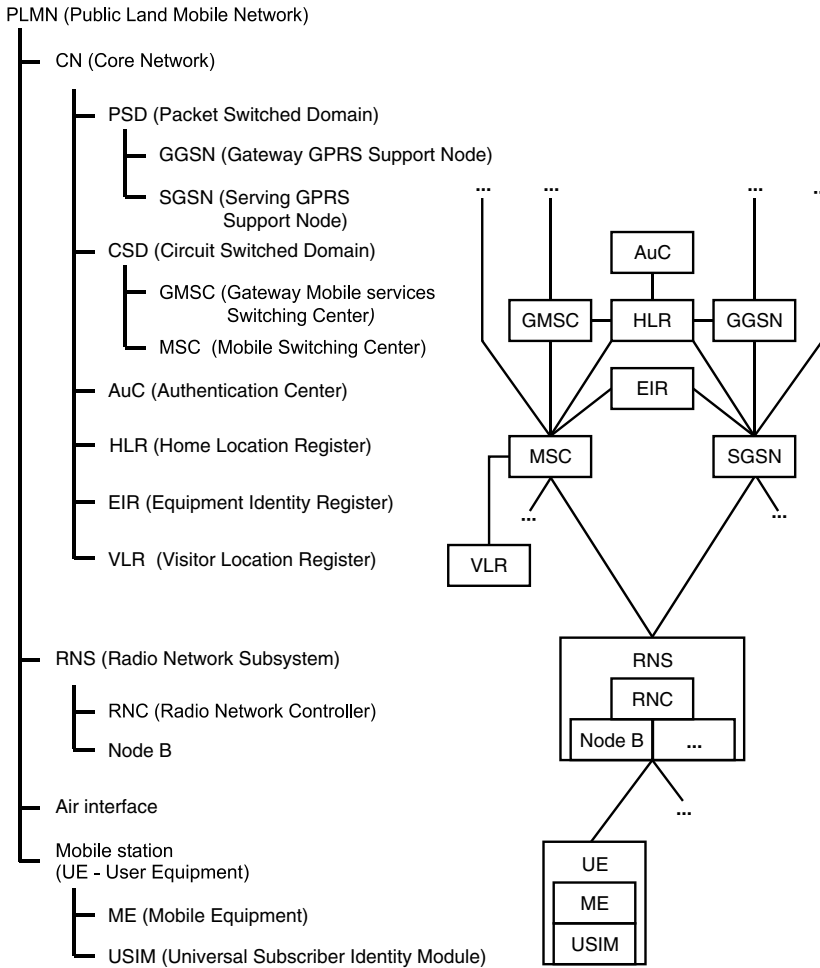 PLMN (Public Land Mobile Network)
CN (Core Network)
PSD (Packet Switched Domain)
GGSN (Gateway GPRS Support Node)
SGSN (Serving GPRS
Support Node)
CSD (Circuit Switched Domain)
GMSC (Gateway Mobile services
Switching Center)
MSC (Mobile Switching Center)
AuC (Authentication Center)
HLR (Home Location Register)
EIR (Equipment Identity Register)
VLR (Visitor Location Register)
RNS (Radio Network Subsystem)
RNC (Radio Network Controller)
Node B
Air interface
Mobile station
(UE - User Equipment)
ME (Mobile Equipment)
USIM (Universal Subscriber Identity Module)
... ... ... ..
AuC
GMSC HLR GGSN
EIR
MSC SGSN
... ...
VLR
RNS
RNC
Node B ...
...
UE
ME
USIM